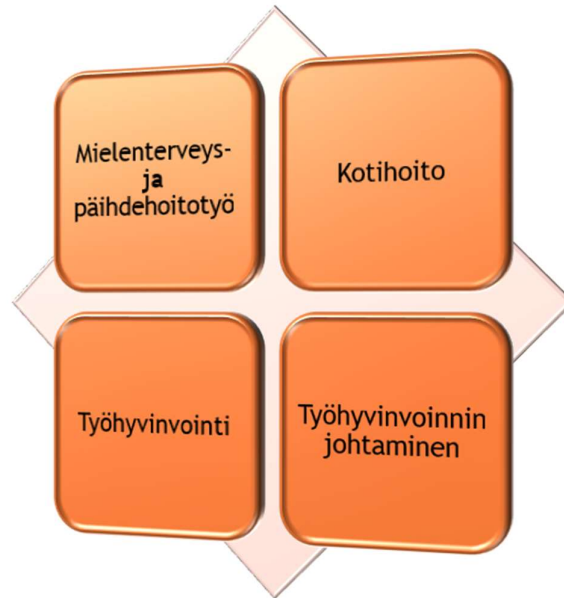 Mielenterveys-
ja
päihdehoitotyö
Kotihoito
Työhyvinvointi
Työhyvinvoinnin
johtaminen